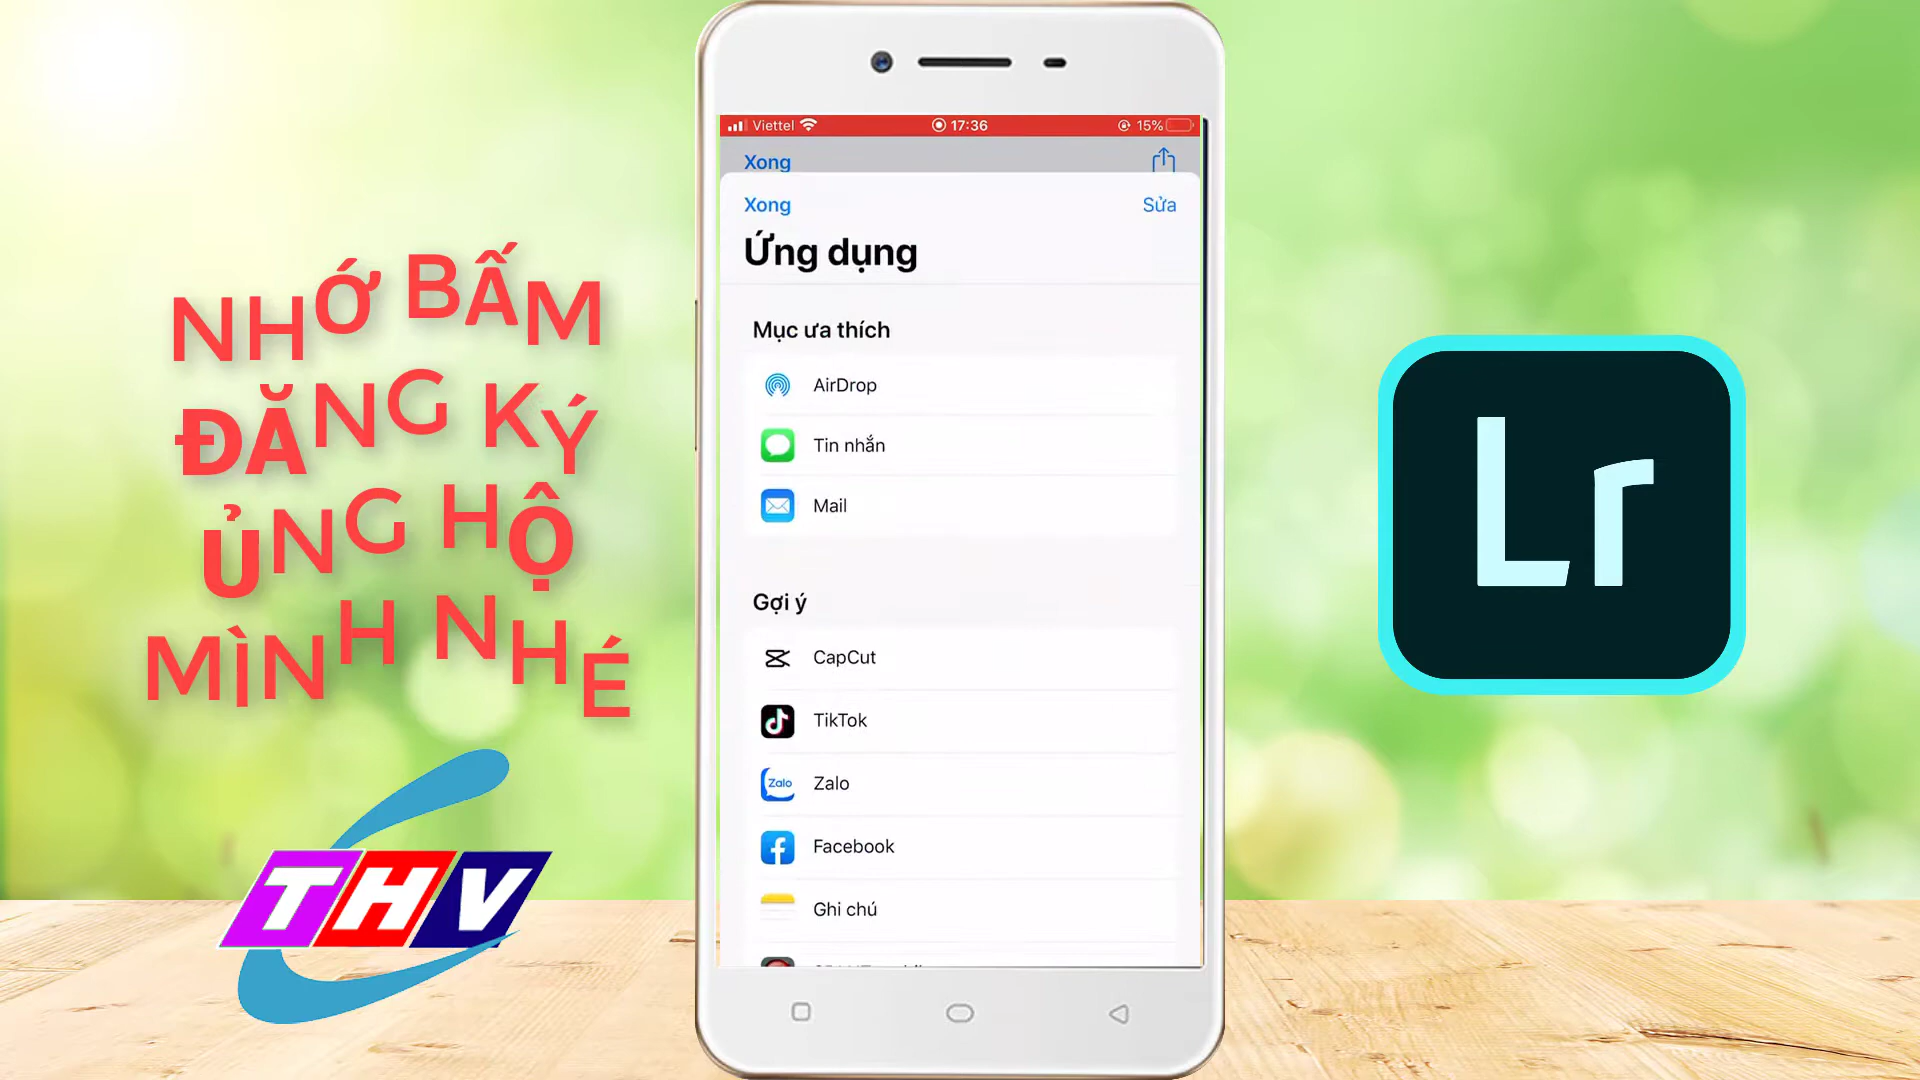 NHỚ BẤM
ĐĂNG KÝ
ỦNG HỘ
MÌNH NHÉ
THV
Viettel
17:36
15%
Xong
Xong
Sửa
Ứng dụng
Mục ưa thích
AirDrop
Tin nhắn
Mail
Gợi ý
CapCut
TikTok
Zalo
Zalo
Facebook
Ghi chú
Lr